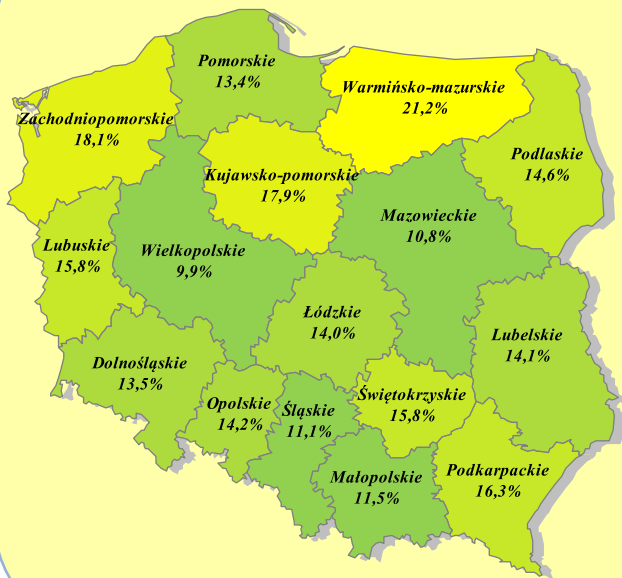 Pomorskie
13,4%
Warmińsko-mazurskie
21,2%
Zachodniopomorskie
18,1%
Podlaskie
14,6%
Kujawsko-pomorskie
17,9%
Mazowieckie
10,8%
Lubuskie
15,8%
Wielkopolskie
9,9%
Łódzkie
14,0%
Lubelskie
14,1%
Dolnośląskie
13,5%
Opolskie
14,2%
Śląskie
11,1%
Świętokrzyskie
15,8%
Małopolskie
11,5%
Podkarpackie
16,3%